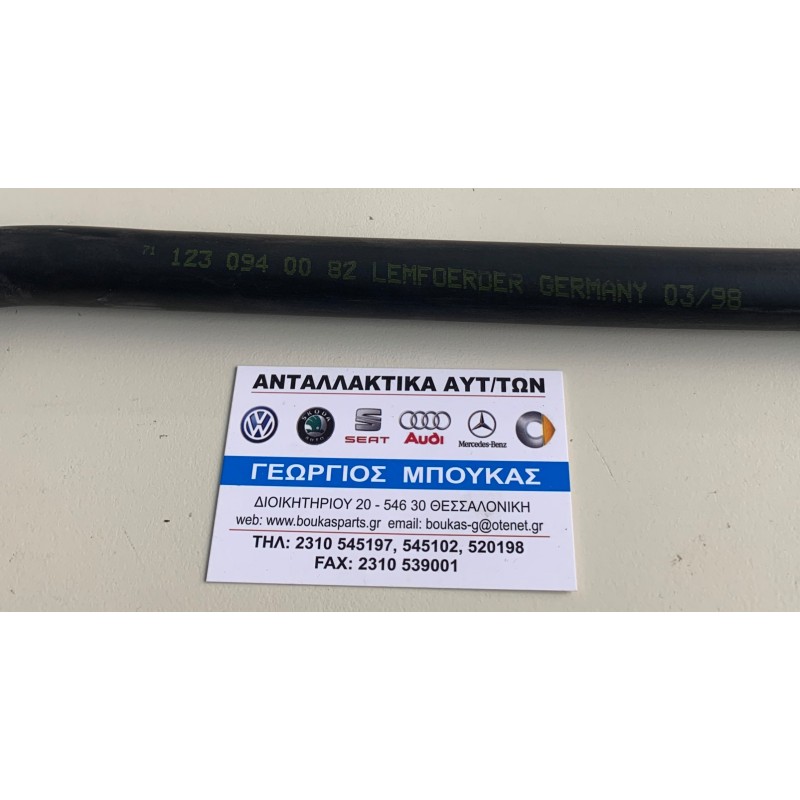 71 123 094 00 82 LEMFOERDER GERMANY 03/98
ΑΝΤΑΛΛΑΚΤΙΚΑ ΑΥΤ/ΤΩΝ
SKODA AUTO SEAT Audi Mercedes-Benz
ΓΕΩΡΓΙΟΣ ΜΠΟΥΚΑΣ
ΔΙΟΙΚΗΤΗΡΙΟΥ 20 - 546 30 ΘΕΣΣΑΛΟΝΙΚΗ
web: www.boukasparts.gr email: boukas-g@otenet.gr
ΤΗΛ: 2310 545197, 545102, 520198
FAX: 2310 539001